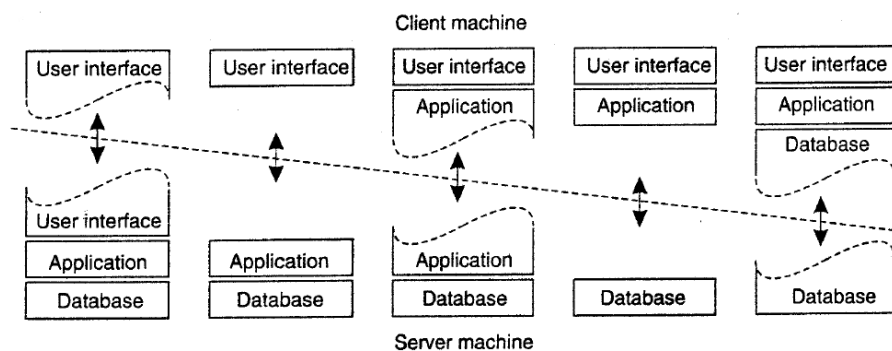 Client machine
User interface
User interface
User interface
User interface
User interface
Application
Application
Application
Database
User interface
Application
Application
Application
Database
Database
Database
Database
Database
Server machine